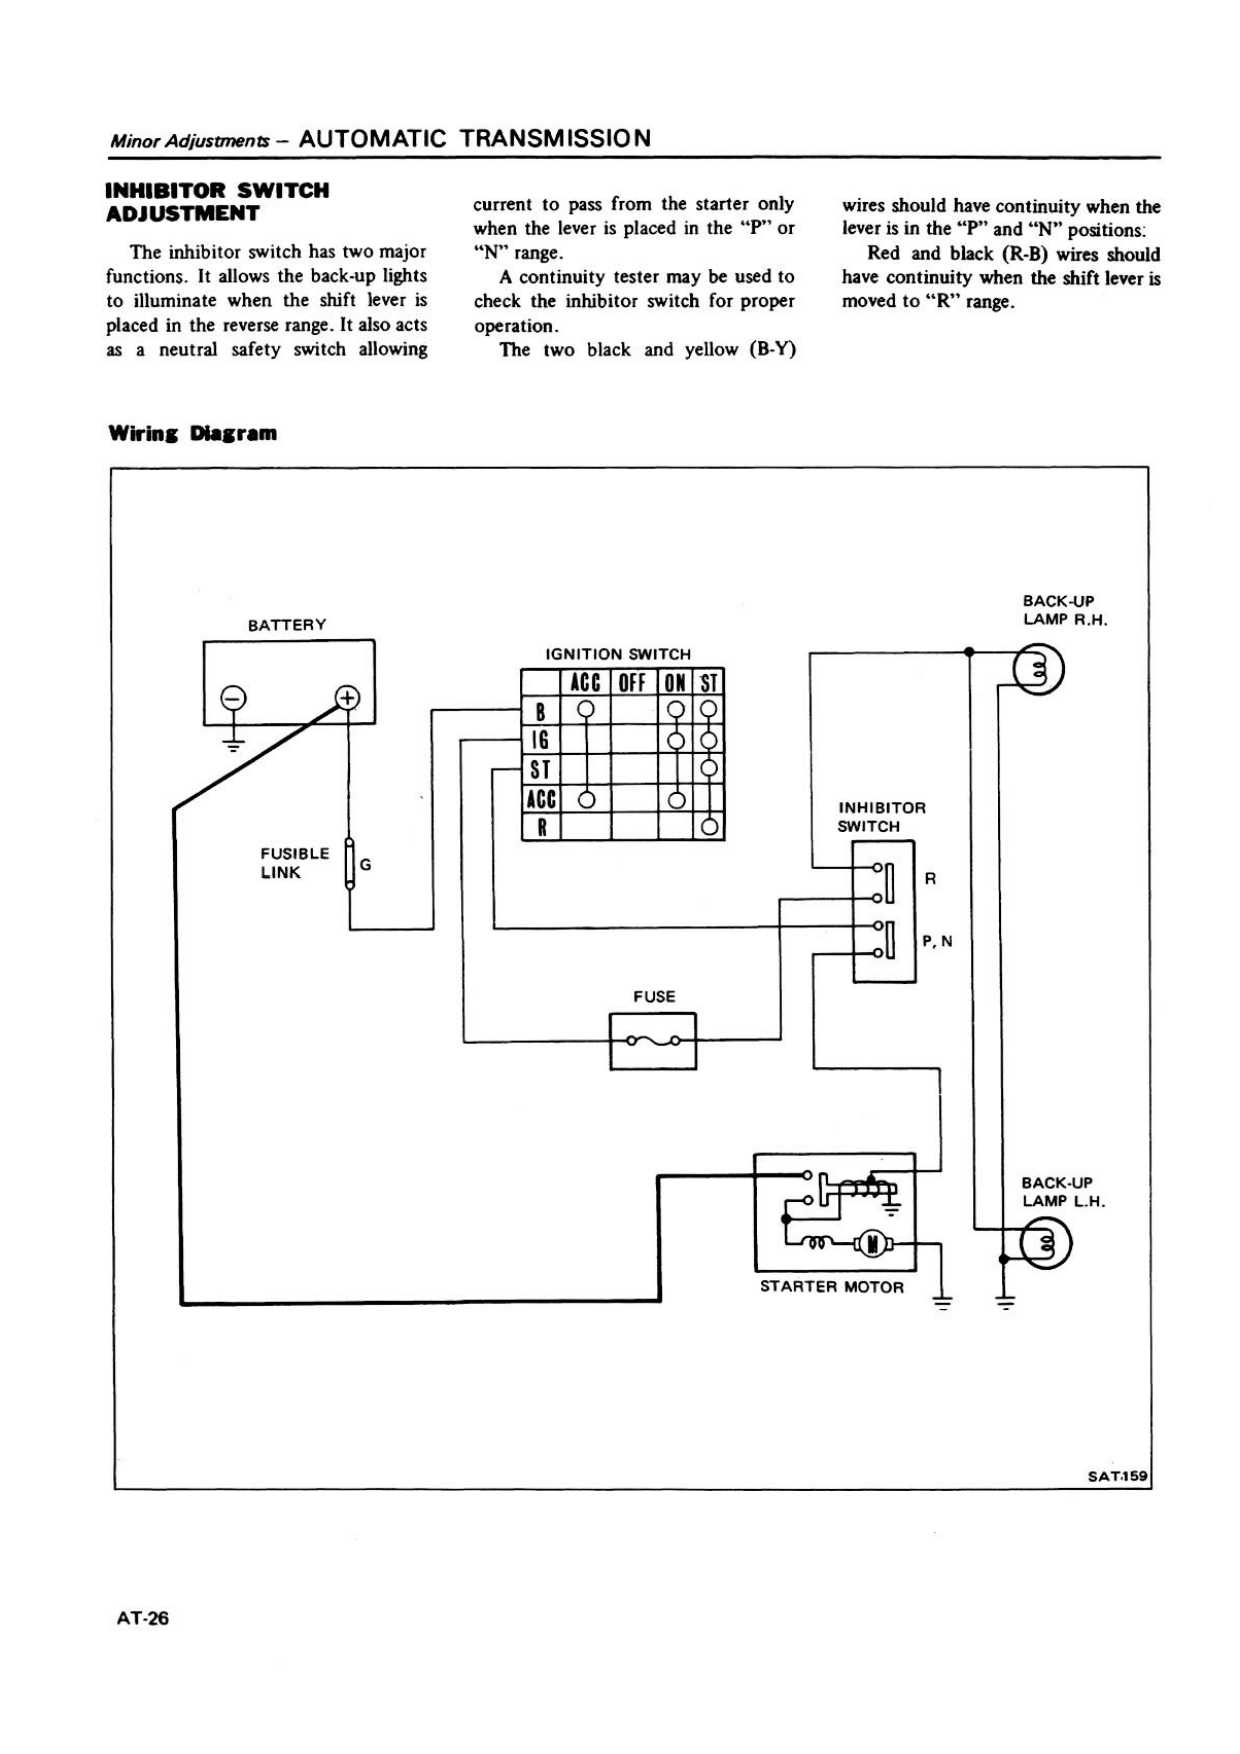 Minor Adjustments – AUTOMATIC TRANSMISSION
INHIBITOR SWITCH
ADJUSTMENT
The inhibitor switch has two major
functions. It allows the back-up lights
to illuminate when the shift lever is
placed in the reverse range. It also acts
as a neutral safety switch allowing
current to pass from the starter only
when the lever is placed in the “P” or
“N” range.
A continuity tester may be used to
check the inhibitor switch for proper
operation.
The two black and yellow (B-Y)
wires should have continuity when the
lever is in the “P” and “N” positions:
Red and black (R-B) wires should
have continuity when the shift lever is
moved to “R” range.
Wiring Diagram
BATTERY
IGNITION SWITCH
ACC OFF ON ST
B
IG
ST
ACC
R
BACK-UP
LAMP R.H.
FUSIBLE
LINK
G
INHIBITOR
SWITCH
R
P, N
FUSE
M
STARTER MOTOR
BACK-UP
LAMP L.H.
SAT-159
AT-26